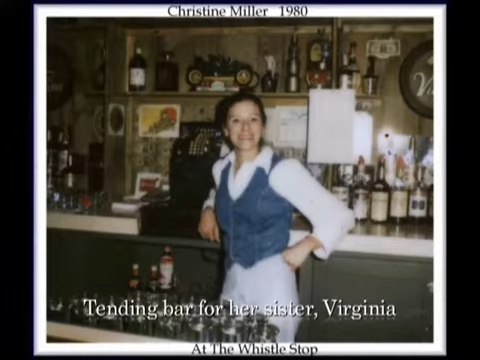 Christine Miller 1980
Tending bar for her sister, Virginia
At The Whistle Stop